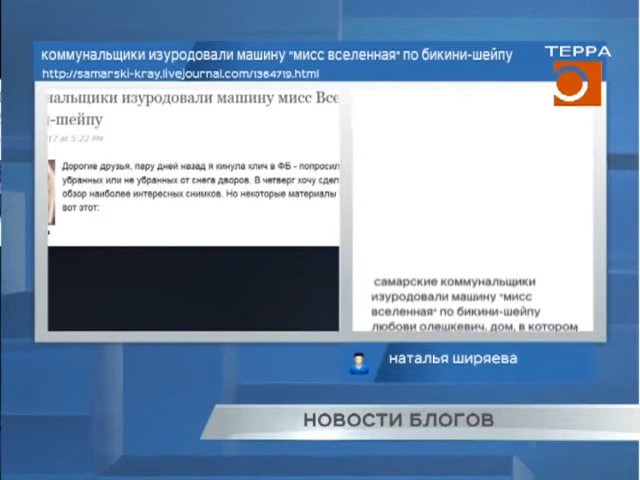 коммунальщики изуродовали машину "мисс вселенная" по бикини-шейпу
http://samarski-kray.livejournal.com/1364719.html
ТЕРРА
нальщики изуродовали машину мисс Все
-шейпу
17 at 5:22 PM
Дорогие друзья, пару дней назад я кинула клич в ФБ - попросил
убранных или не убранных от снега дворов. В четверг хочу сдел
обзор наиболее интересных снимков. Но некоторые материалы
вот этот:
самарские коммунальщики
изуродовали машину "мисс
вселенная" по бикини-шейпу
любови олешкевич. дом, в котором
наталья ширяева
НОВОСТИ БЛОГОВ